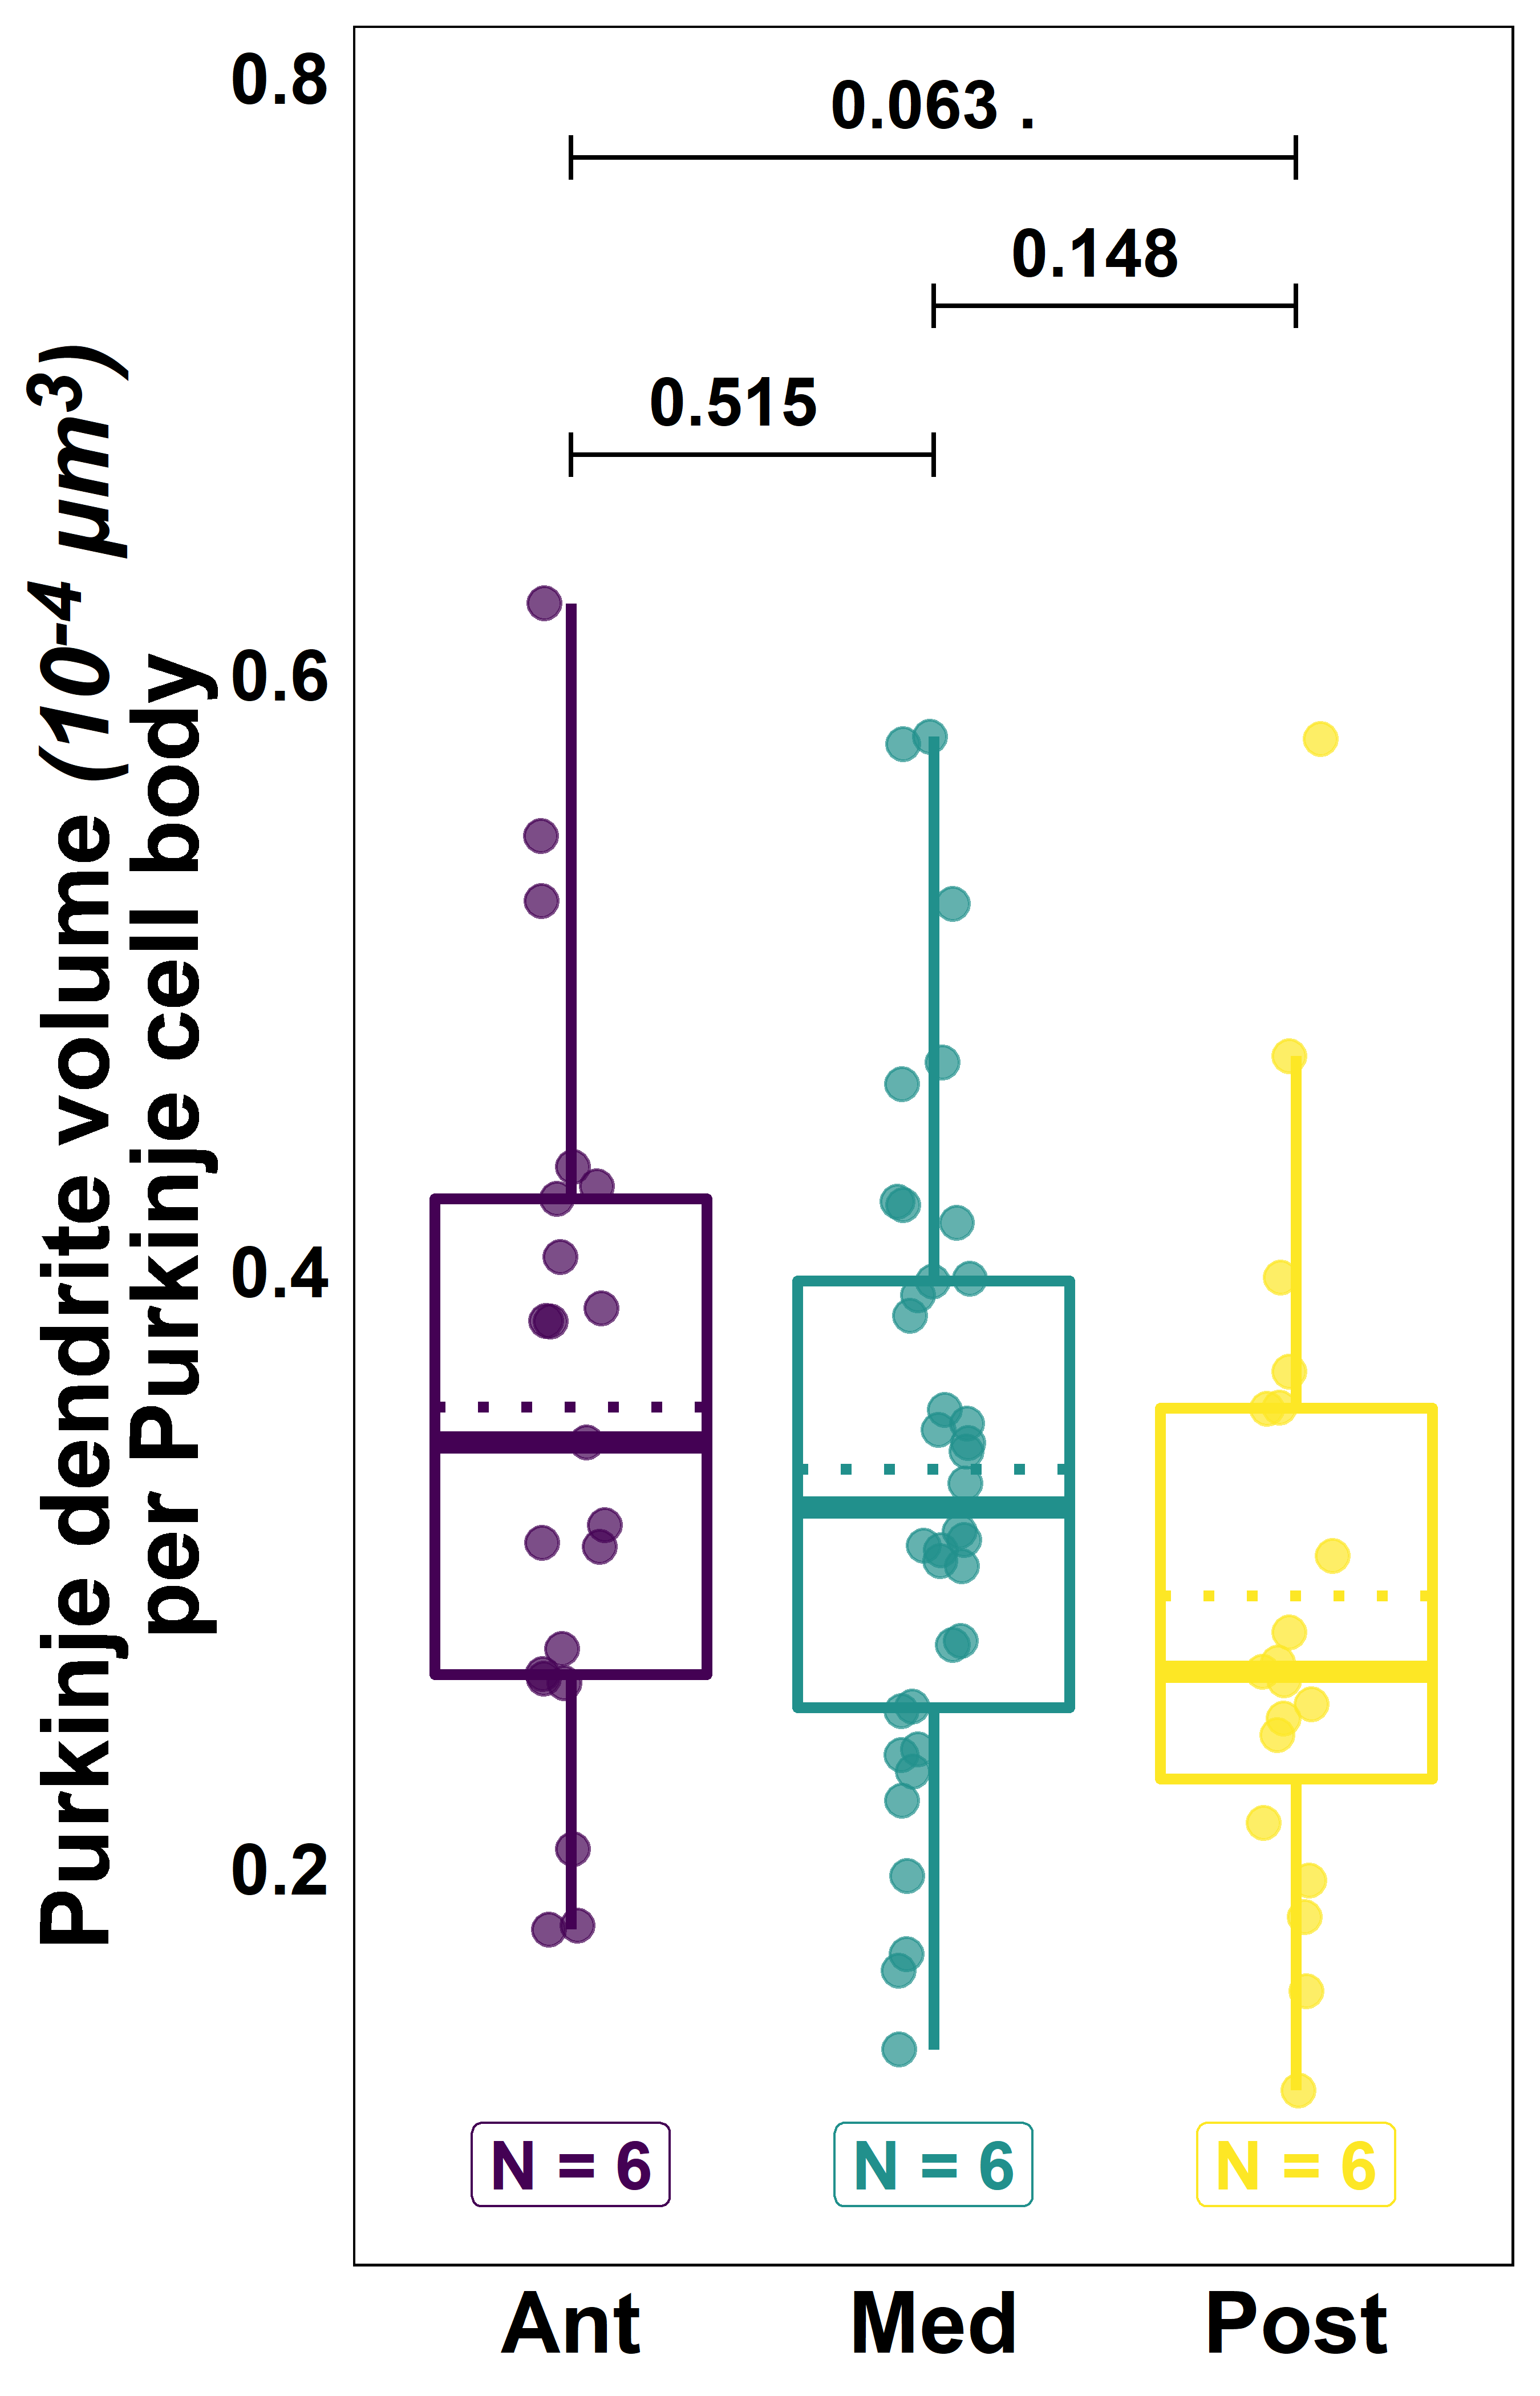 Purkinje dendrite volume (10⁻⁴ µm³)
per Purkinje cell body
0.8
0.6
0.4
0.2
0.063 .
0.148
0.515
N = 6
N = 6
N = 6
Ant
Med
Post